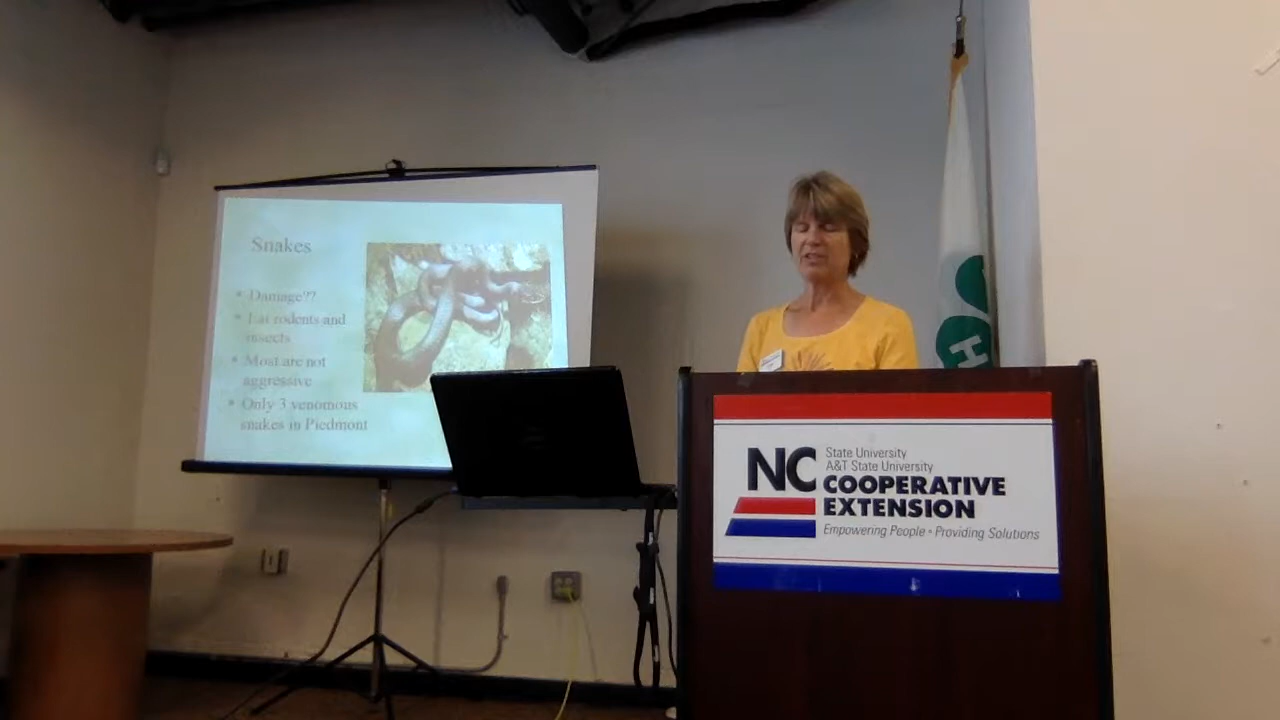 Snakes
• Damage??
• Eat rodents and
insects
• Most are not
aggressive
• Only 3 venomous
snakes in Piedmont
NC State University
A&T State University
COOPERATIVE
EXTENSION
Empowering People • Providing Solutions
H